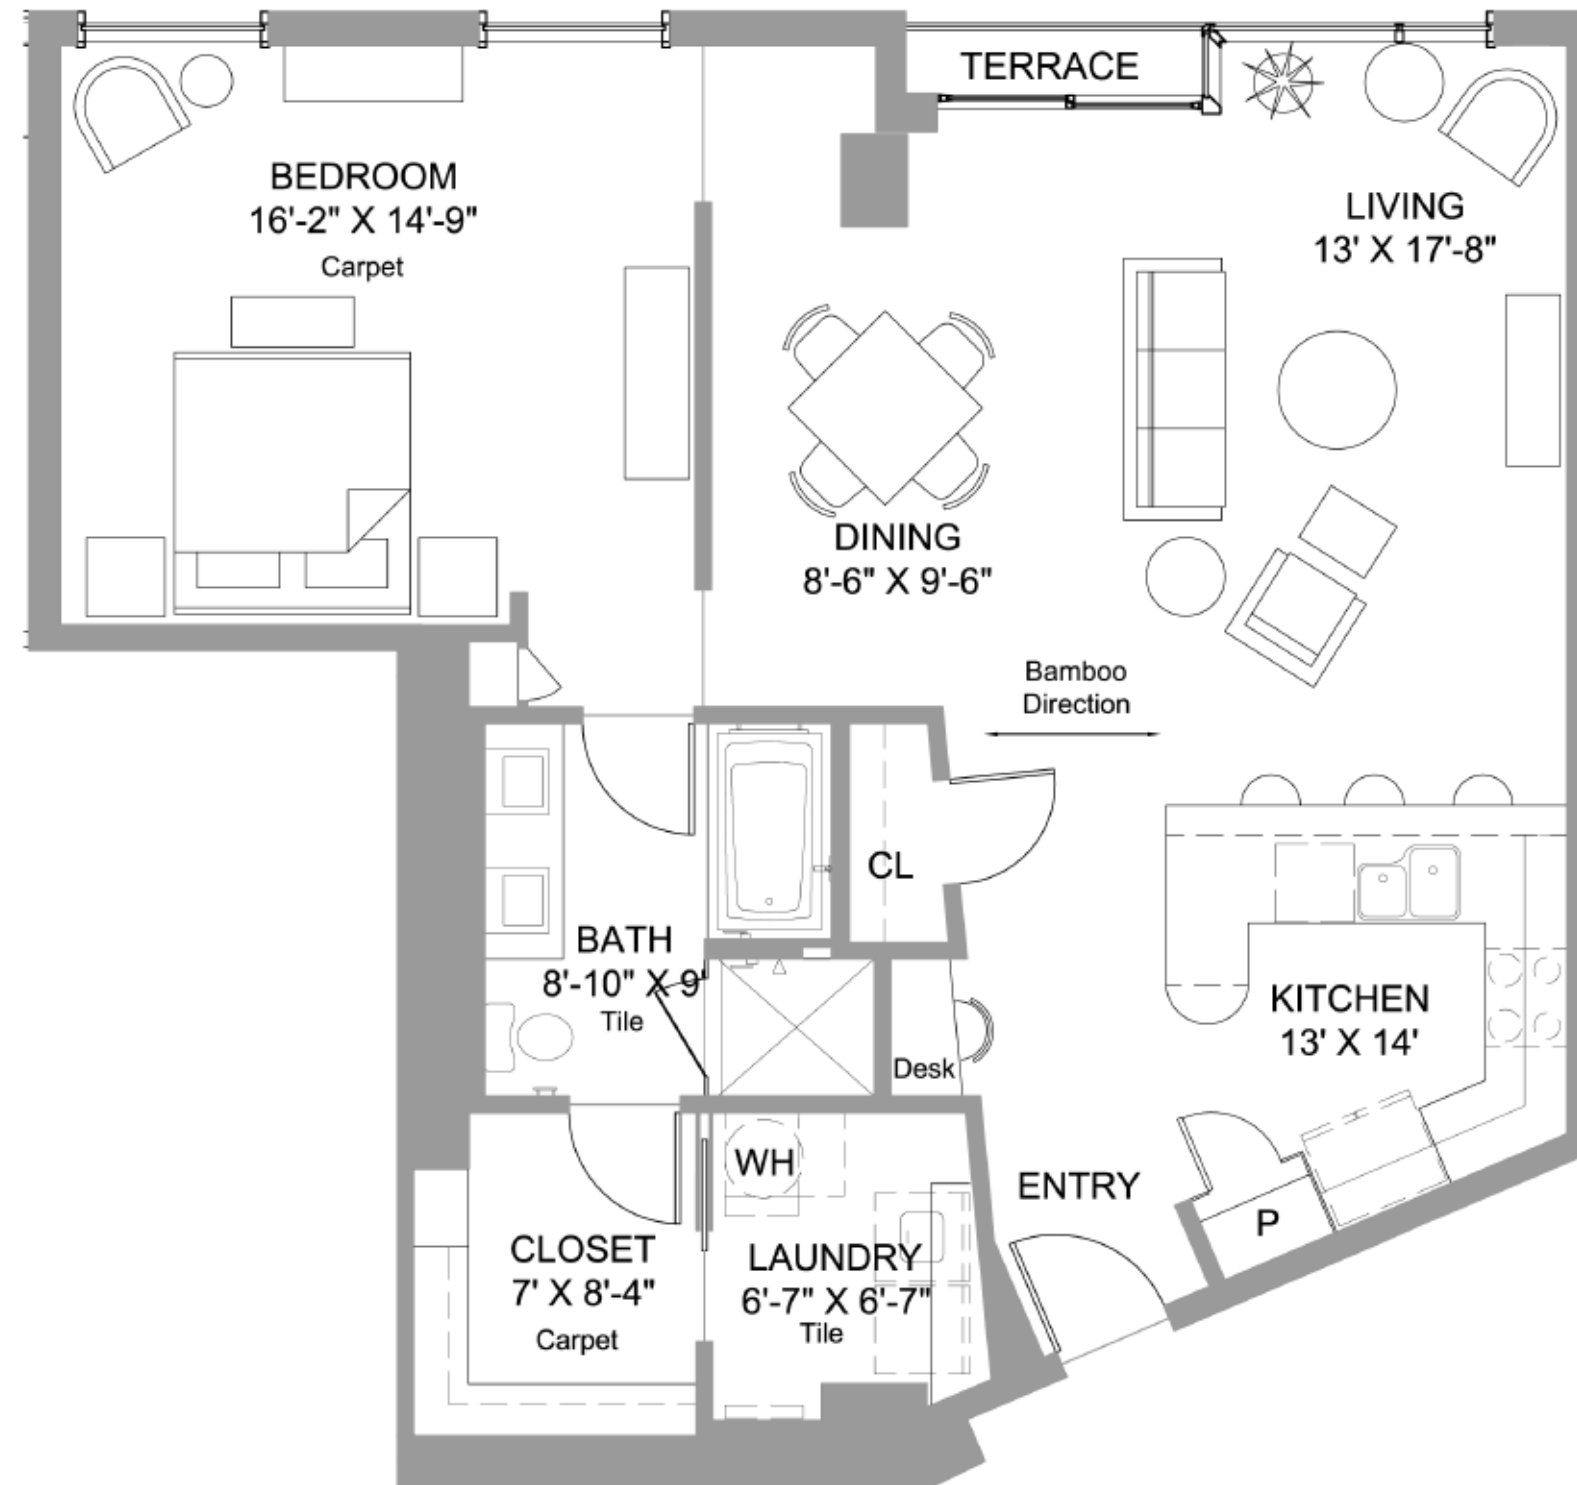 TERRACE
BEDROOM
16'-2" X 14'-9"
Carpet
LIVING
13' X 17'-8"
DINING
8'-6" X 9'-6"
Bamboo
Direction
CL
BATH
8'-10" X 9'
Tile
KITCHEN
13' X 14'
Desk
WH
ENTRY
P
CLOSET
7' X 8'-4"
Carpet
LAUNDRY
6'-7" X 6'-7"
Tile